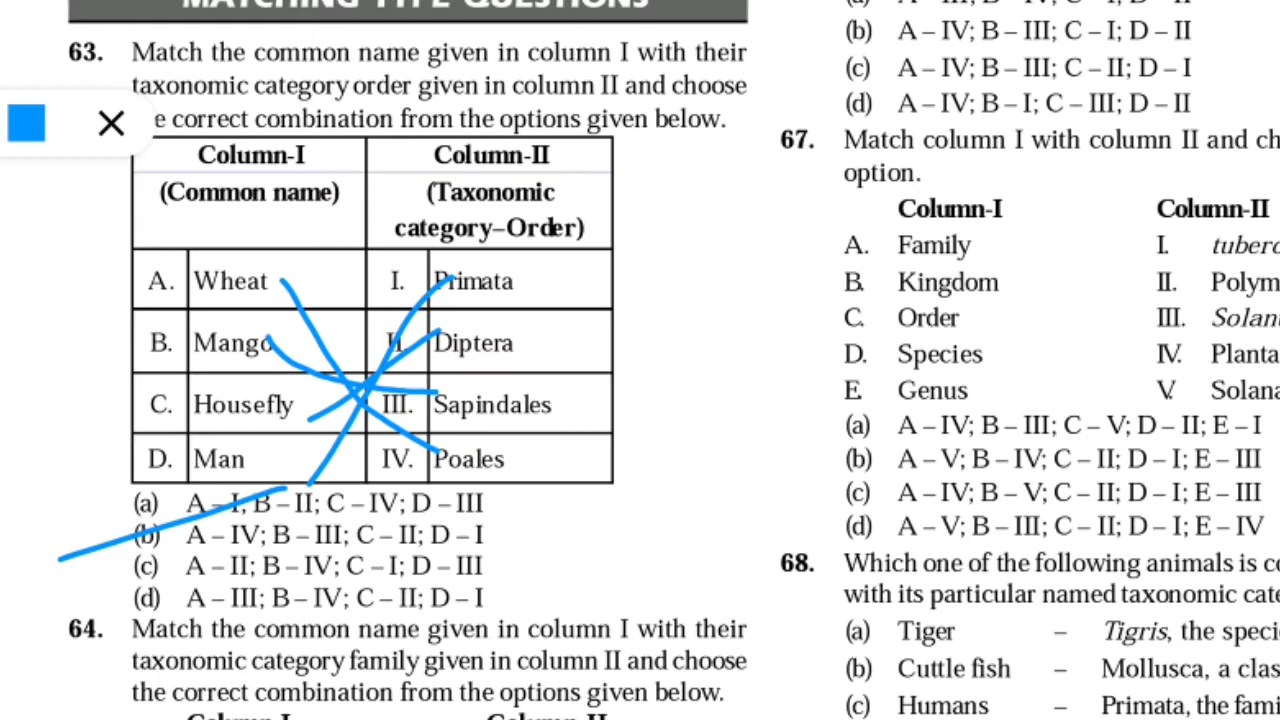 MATCHING TYPE QUESTIONS
63. Match the common name given in column I with their
taxonomic category order given in column II and choose
correct combination from the options given below.
Column-I Column-II
(Common name) (Taxonomic
category–Order)
A. Wheat I. Primata
B. Mango II. Diptera
C. Housefly III. Sapindales
D. Man IV. Poales
(a) A – I; B – II; C – IV; D – III
(b) A – IV; B – III; C – II; D – I
(c) A – II; B – IV; C – I; D – III
(d) A – III; B – IV; C – II; D – I
64. Match the common name given in column I with their
taxonomic category family given in column II and choose
the correct combination from the options given below.
(b) A – IV; B – III; C – I; D – II
(c) A – IV; B – III; C – II; D – I
(d) A – IV; B – I; C – III; D – II
67. Match column I with column II and ch
option.
Column-I Column-II
A. Family I. tuberc
B. Kingdom II. Polym
C. Order III. Solan
D. Species IV. Planta
E. Genus V. Solana
(a) A – IV; B – III; C – V; D – II; E – I
(b) A – V; B – IV; C – II; D – I; E – III
(c) A – IV; B – V; C – II; D – I; E – III
(d) A – V; B – III; C – II; D – I; E – IV
68. Which one of the following animals is co
with its particular named taxonomic cate
(a) Tiger – Tigris, the speci
(b) Cuttle fish – Mollusca, a clas
(c) Humans – Primata, the fami